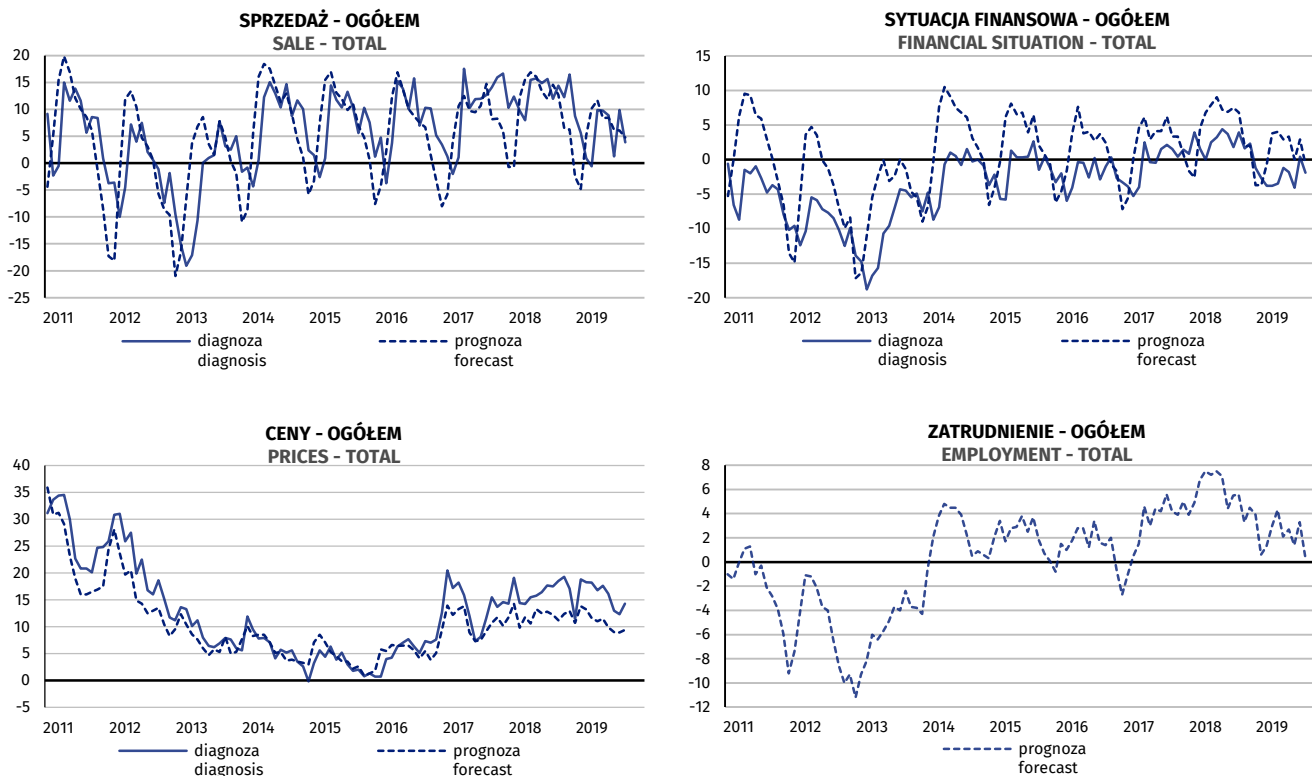 SPRZEDAŻ - OGÓŁEM
SALE - TOTAL
20
15
10
5
0
-5
-10
-15
-20
-25
2011 2012 2013 2014 2015 2016 2017 2018 2019
diagnoza
diagnosis
prognoza
forecast
SYTUACJA FINANSOWA - OGÓŁEM
FINANCIAL SITUATION - TOTAL
15
10
5
0
-5
-10
-15
-20
2011 2012 2013 2014 2015 2016 2017 2018 2019
diagnoza
diagnosis
prognoza
forecast
CENY - OGÓŁEM
PRICES - TOTAL
40
35
30
25
20
15
10
5
0
-5
2011 2012 2013 2014 2015 2016 2017 2018 2019
diagnoza
diagnosis
prognoza
forecast
ZATRUDNIENIE - OGÓŁEM
EMPLOYMENT - TOTAL
8
6
4
2
0
-2
-4
-6
-8
-10
-12
2011 2012 2013 2014 2015 2016 2017 2018 2019
prognoza
forecast